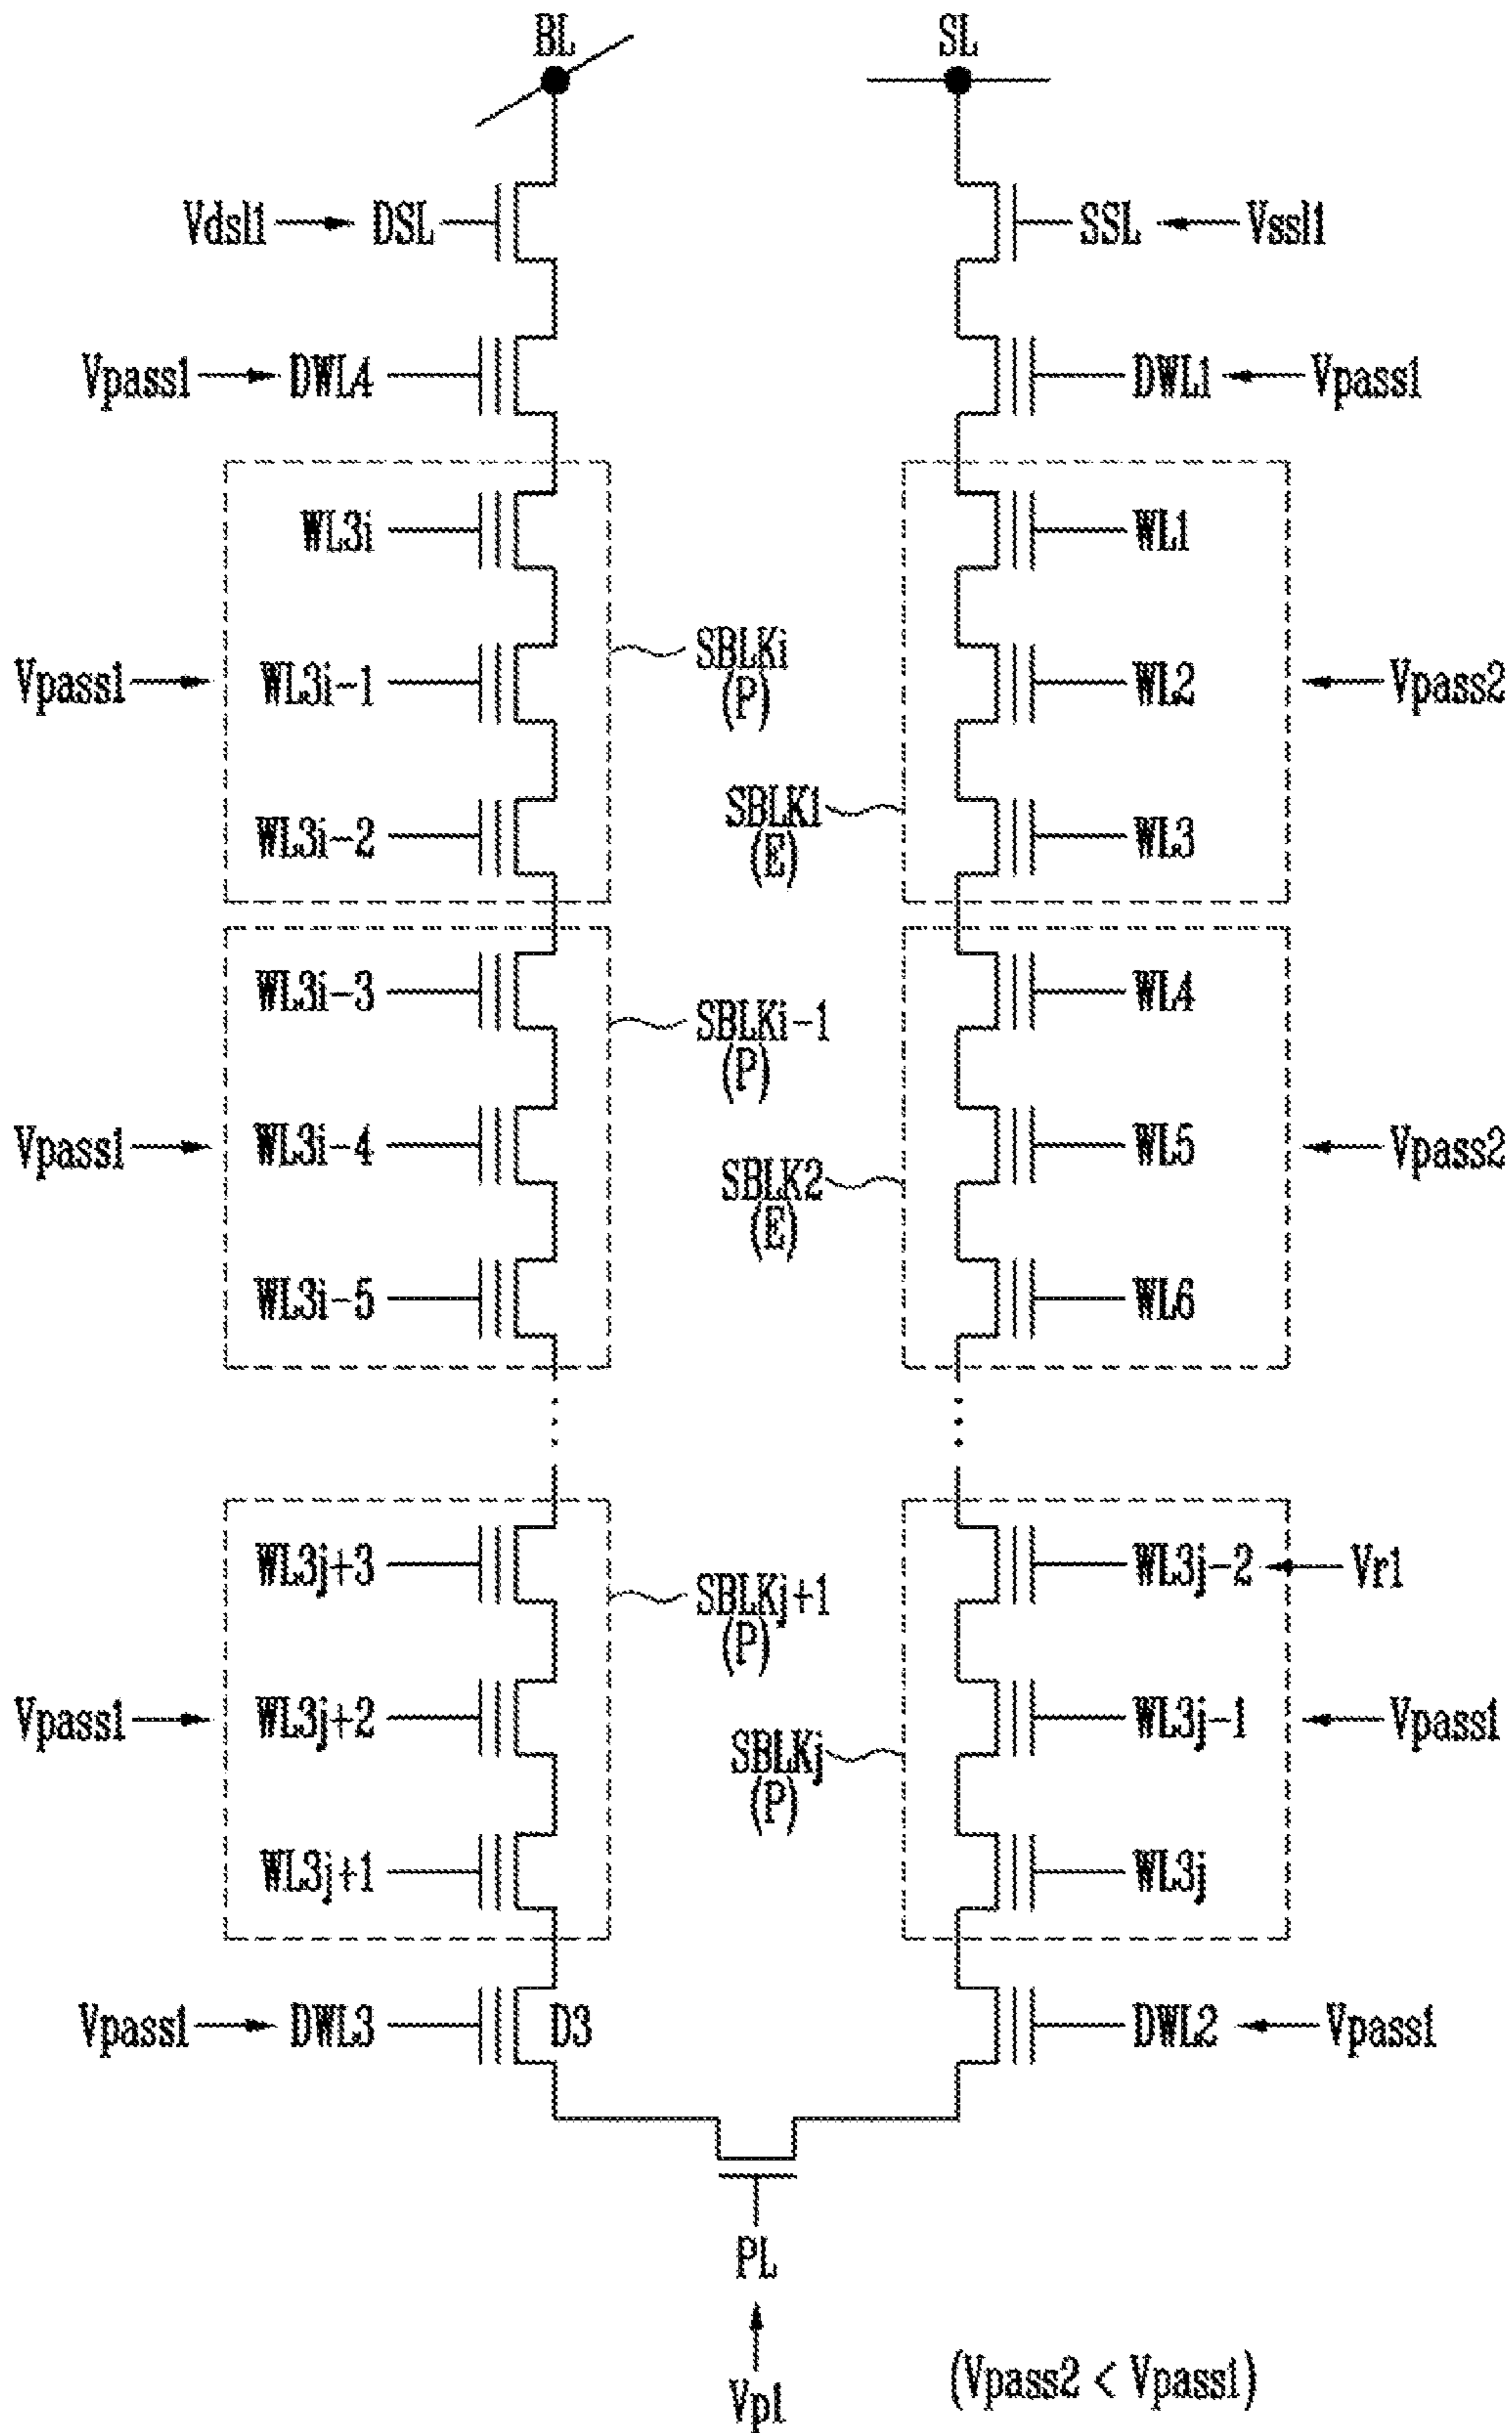 BL SL
Vdsl1 DSL SSL Vssl1
Vpass1 DWL4 DWL1 Vpass1
WL3i WL1
SBLKi
(P)
Vpass1 WL3i-1 WL2 Vpass2
SBLK1
(E)
WL3i-2 WL3
WL3i-3 WL4
SBLKi-1
(P)
Vpass1 WL3i-4 WL5 Vpass2
SBLK2
(E)
WL3i-5 WL6
WL3j+3 WL3j-2 Vr1
SBLKj+1
(P)
Vpass1 WL3j+2 WL3j-1 Vpass1
SBLKj
(P)
WL3j+1 WL3j
Vpass1 DWL3 D3 DWL2 Vpass1
PL
Vp1
(Vpass2 < Vpass1)